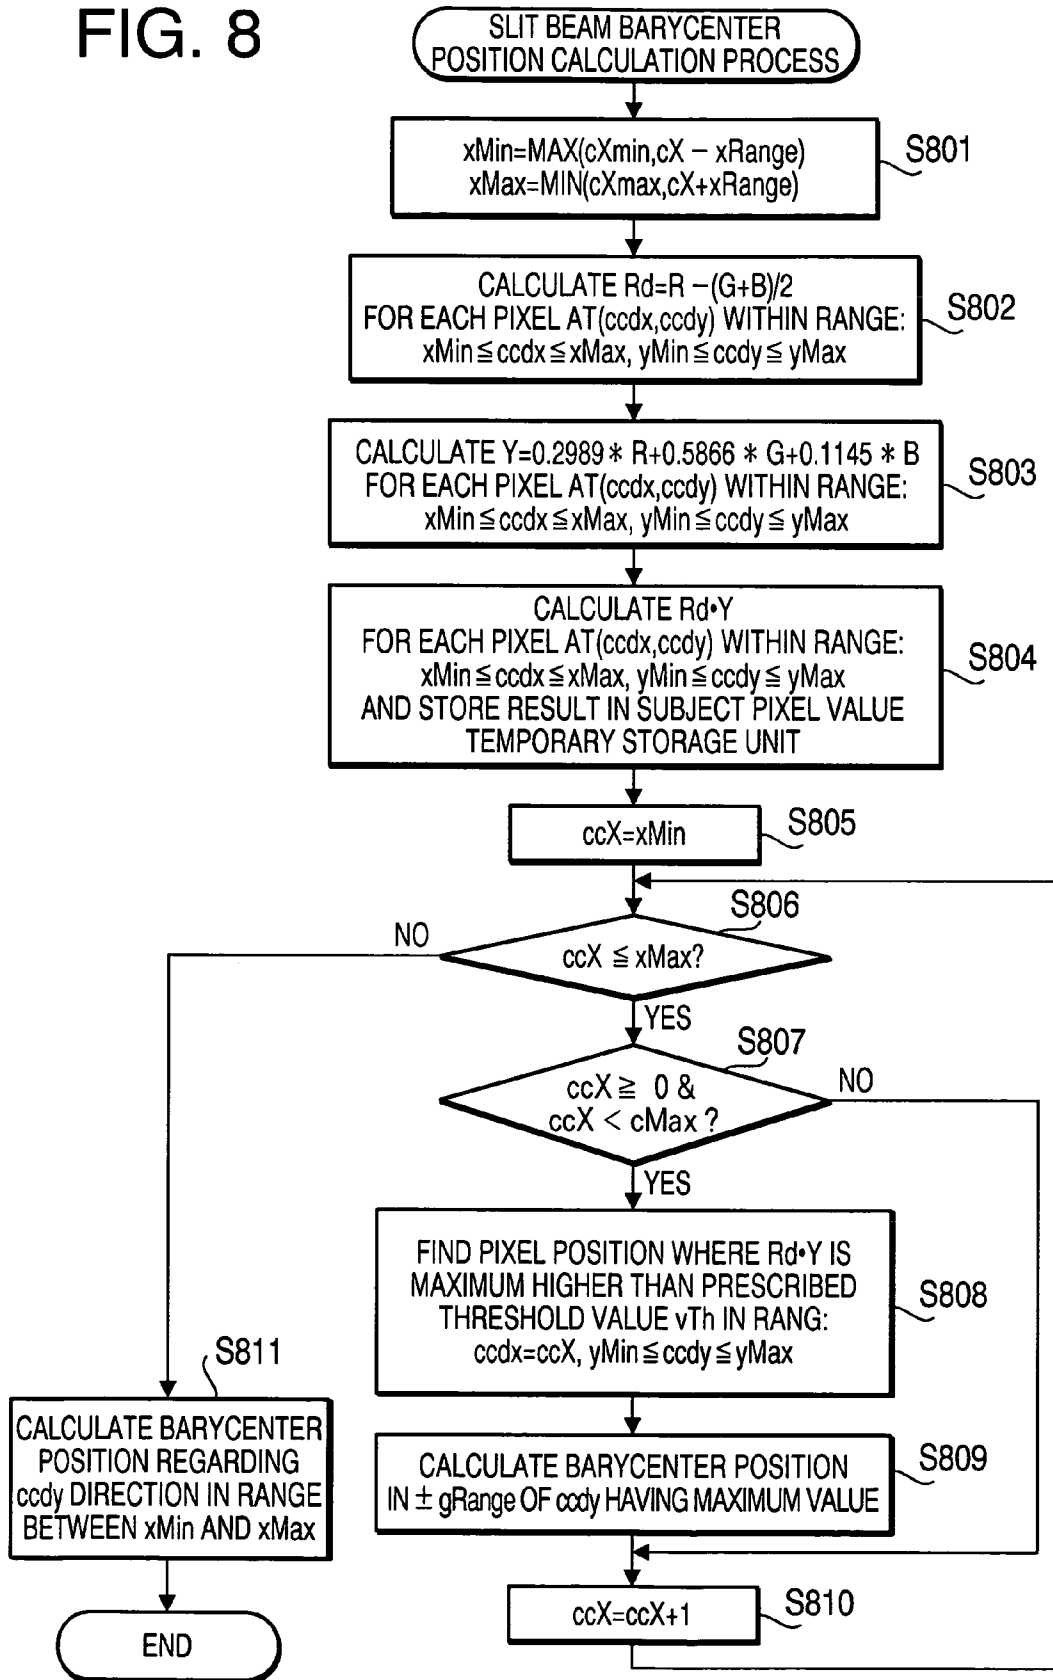 FIG. 8
SLIT BEAM BARYCENTER
POSITION CALCULATION PROCESS
xMin=MAX(cXmin,cX − xRange)
xMax=MIN(cXmax,cX+xRange)
S801
CALCULATE Rd=R −(G+B)/2
FOR EACH PIXEL AT(ccdx,ccdy) WITHIN RANGE:
xMin≦ccdx≦xMax, yMin≦ccdy≦yMax
S802
CALCULATE Y=0.2989＊R+0.5866＊G+0.1145＊B
FOR EACH PIXEL AT(ccdx,ccdy) WITHIN RANGE:
xMin≦ccdx≦xMax, yMin≦ccdy≦yMax
S803
CALCULATE Rd•Y
FOR EACH PIXEL AT(ccdx,ccdy) WITHIN RANGE:
xMin≦ccdx≦xMax, yMin≦ccdy≦yMax
AND STORE RESULT IN SUBJECT PIXEL VALUE
TEMPORARY STORAGE UNIT
S804
ccX=xMin
S805
S806
NO
ccX ≦ xMax?
YES
S807
ccX ≧ 0 &
ccX < cMax ?
NO
YES
FIND PIXEL POSITION WHERE Rd•Y IS
MAXIMUM HIGHER THAN PRESCRIBED
THRESHOLD VALUE vTh IN RANG:
ccdx=ccX, yMin≦ccdy≦yMax
S808
S811
CALCULATE BARYCENTER
POSITION REGARDING
ccdy DIRECTION IN RANGE
BETWEEN xMin AND xMax
CALCULATE BARYCENTER POSITION
IN ± gRange OF ccdy HAVING MAXIMUM VALUE
S809
ccX=ccX+1
S810
END